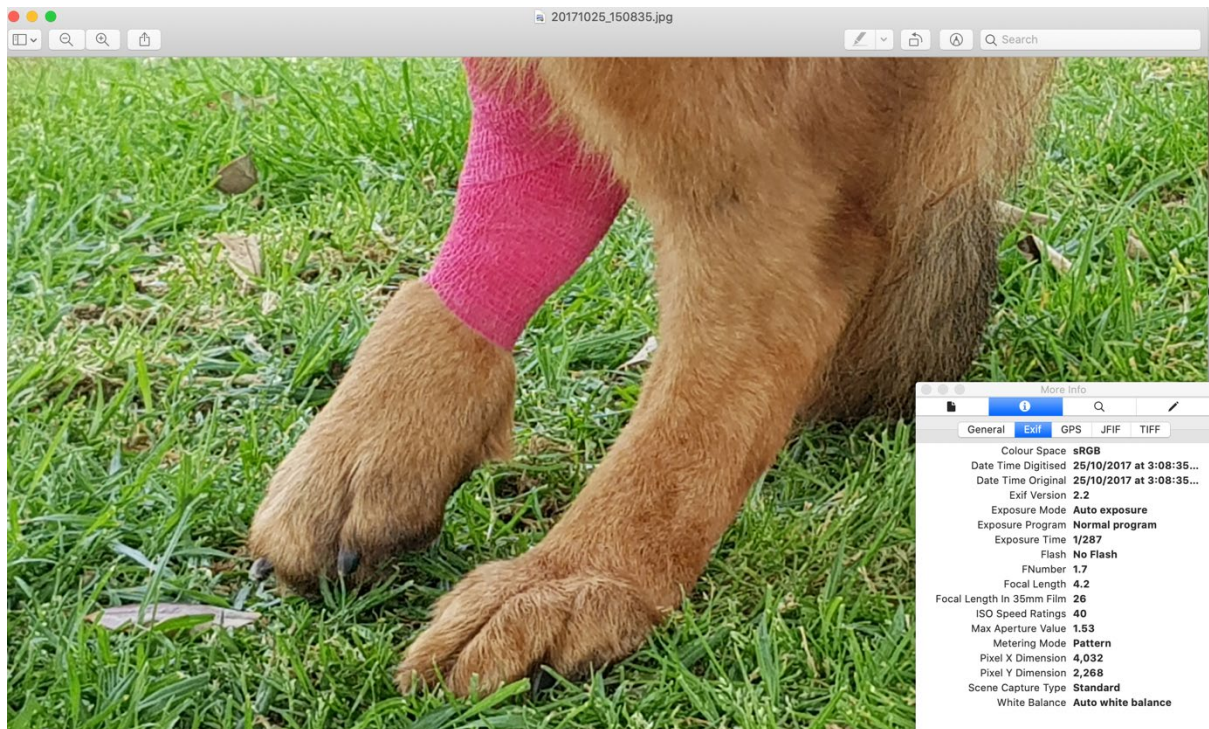 20171025_150835.jpg
Search
More Info
General Exif GPS JFIF TIFF
Colour Space sRGB
Date Time Digitised 25/10/2017 at 3:08:35...
Date Time Original 25/10/2017 at 3:08:35...
Exif Version 2.2
Exposure Mode Auto exposure
Exposure Program Normal program
Exposure Time 1/287
Flash No Flash
FNumber 1.7
Focal Length 4.2
Focal Length In 35mm Film 26
ISO Speed Ratings 40
Max Aperture Value 1.53
Metering Mode Pattern
Pixel X Dimension 4,032
Pixel Y Dimension 2,268
Scene Capture Type Standard
White Balance Auto white balance